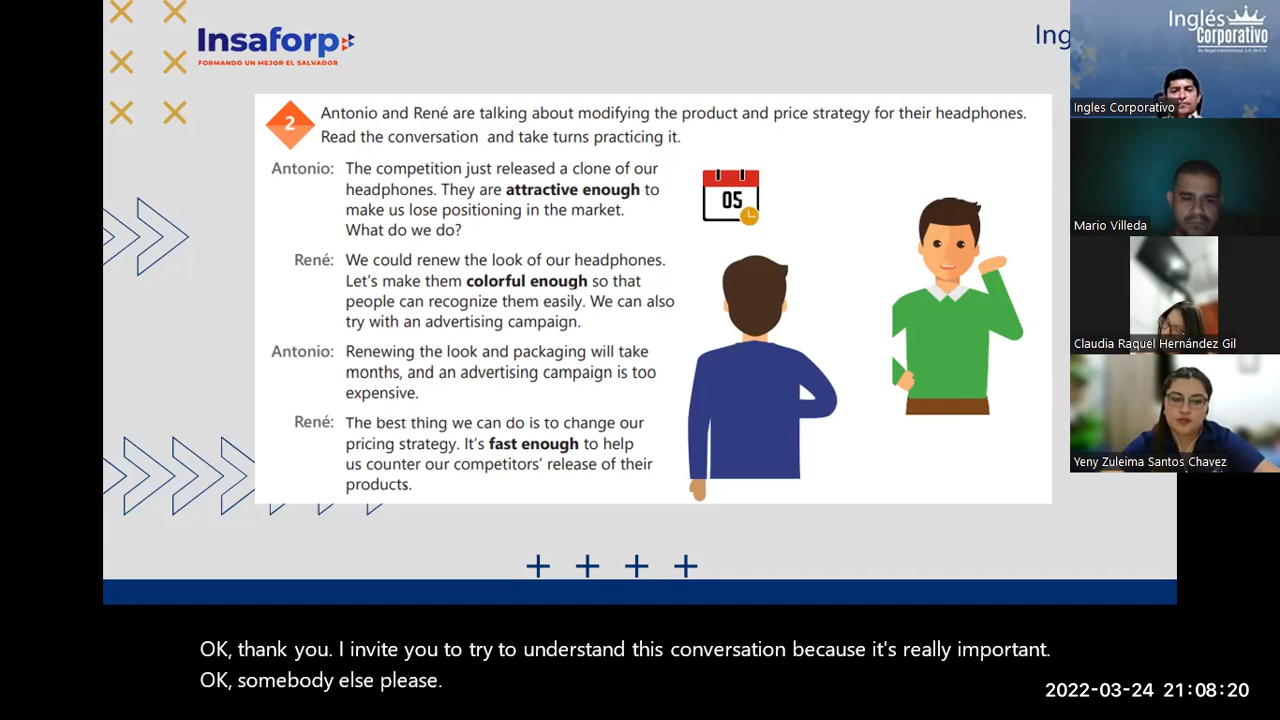 Insaforp
FORMANDO UN MEJOR EL SALVADOR
Ing
Inglés
Corporativo
By Regal International, S.A. de C.V.
Ingles Corporativo
Mario Villeda
Claudia Raquel Hernández Gil
Yeny Zuleima Santos Chavez
2
Antonio and René are talking about modifying the product and price strategy for their headphones.
Read the conversation and take turns practicing it.
Antonio: The competition just released a clone of our
headphones. They are attractive enough to
make us lose positioning in the market.
What do we do?
05
René: We could renew the look of our headphones.
Let's make them colorful enough so that
people can recognize them easily. We can also
try with an advertising campaign.
Antonio: Renewing the look and packaging will take
months, and an advertising campaign is too
expensive.
René: The best thing we can do is to change our
pricing strategy. It's fast enough to help
us counter our competitors' release of their
products.
OK, thank you. I invite you to try to understand this conversation because it's really important.
OK, somebody else please.
2022-03-24 21:08:20